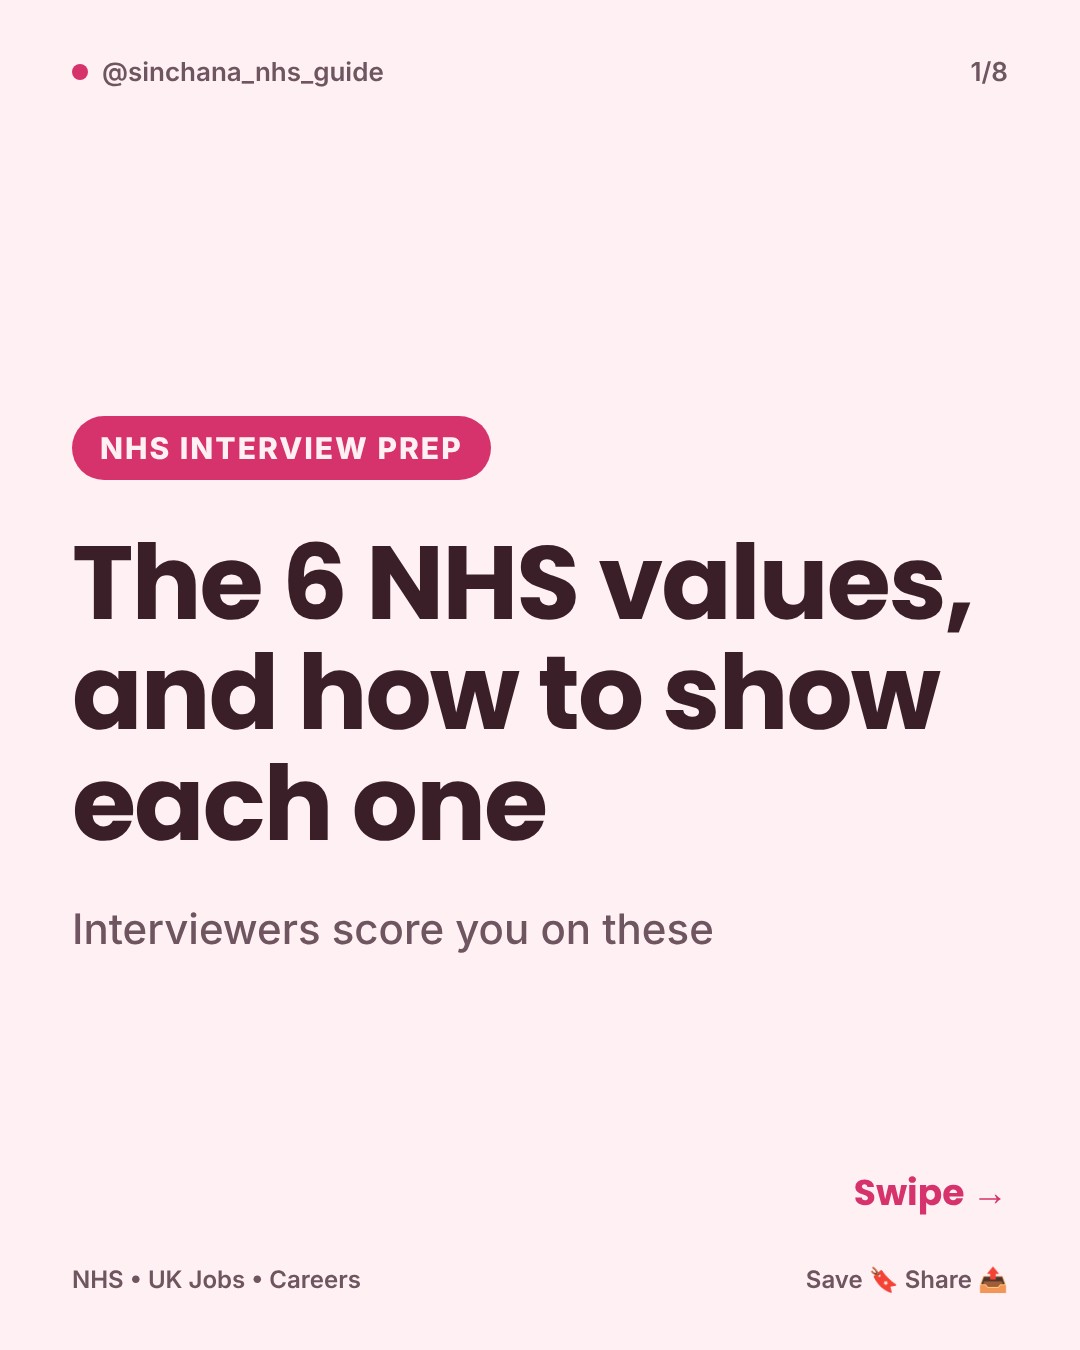 @sinchana_nhs_guide
1/8
NHS INTERVIEW PREP
The 6 NHS values,
and how to show
each one
Interviewers score you on these
Swipe →
NHS • UK Jobs • Careers
Save 🔖 Share 📤